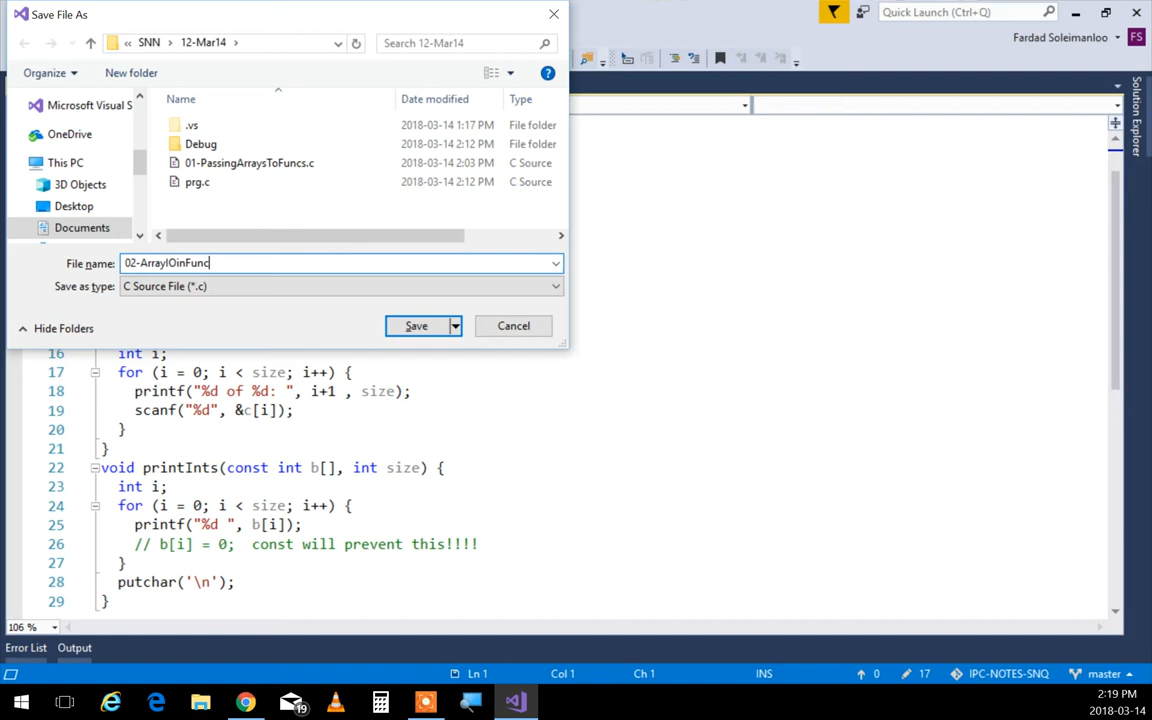 Save File As
Quick Launch (Ctrl+Q)
Fardad Soleimanloo FS
« SNN > 12-Mar14 >
Search 12-Mar14
Organize
New folder
Name Date modified Type
Microsoft Visual S
OneDrive
This PC
3D Objects
Desktop
Documents
.vs 2018-03-14 1:17 PM File folder
Debug 2018-03-14 2:12 PM File folder
01-PassingArraysToFuncs.c 2018-03-14 2:03 PM C Source
prg.c 2018-03-14 2:12 PM C Source
File name: 02-ArrayIOinFunc
Save as type: C Source File (*.c)
Hide Folders
Save
Cancel
Solution Explorer
16 int i;
17 for (i = 0; i < size; i++) {
18 printf("%d of %d: ", i+1 , size);
19 scanf("%d", &c[i]);
20 }
21 }
22 void printInts(const int b[], int size) {
23 int i;
24 for (i = 0; i < size; i++) {
25 printf("%d ", b[i]);
26 // b[i] = 0;  const will prevent this!!!!
27 }
28 putchar('\n');
29 }
106 %
Error List Output
Ln 1 Col 1 Ch 1 INS 0 17 IPC-NOTES-SNQ master
19
2:19 PM
2018-03-14